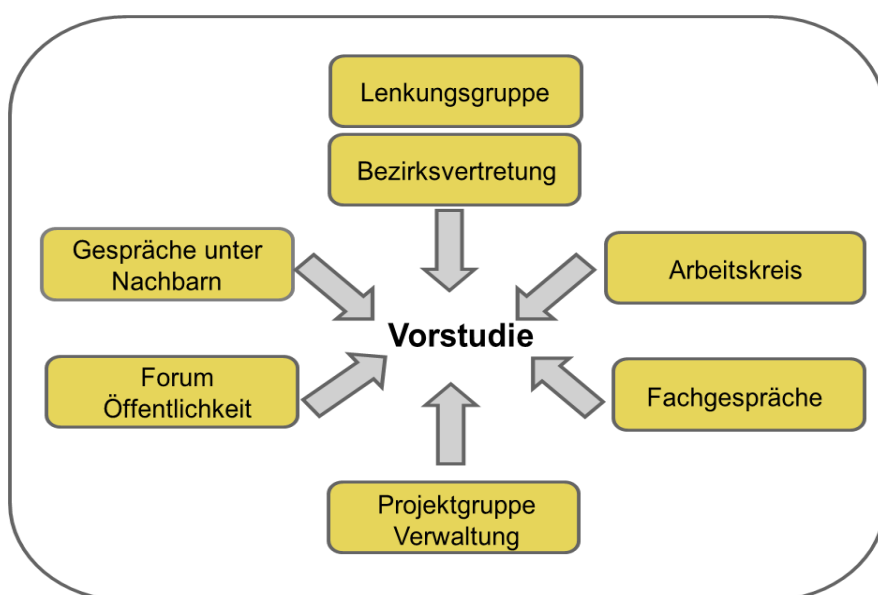 Lenkungsgruppe
Bezirksvertretung
Gespräche unter
Nachbarn
Arbeitskreis
Vorstudie
Forum
Öffentlichkeit
Fachgespräche
Projektgruppe
Verwaltung